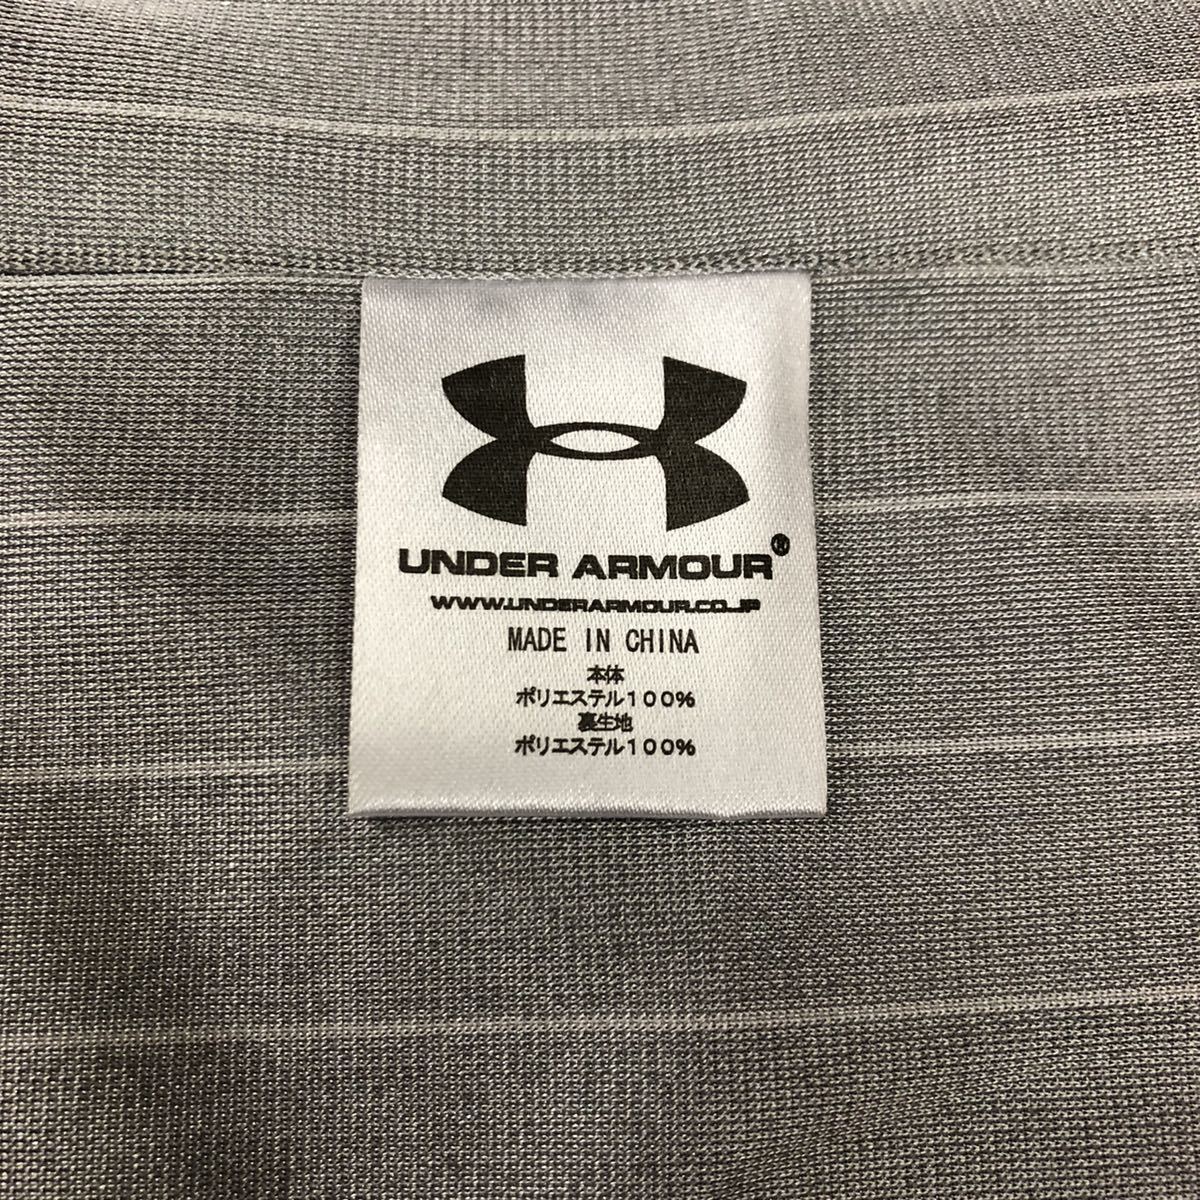 UNDER ARMOUR®
WWW.UNDERARMOUR.CO.JP
MADE IN CHINA
本体
ポリエステル１００％
裏生地
ポリエステル１００％